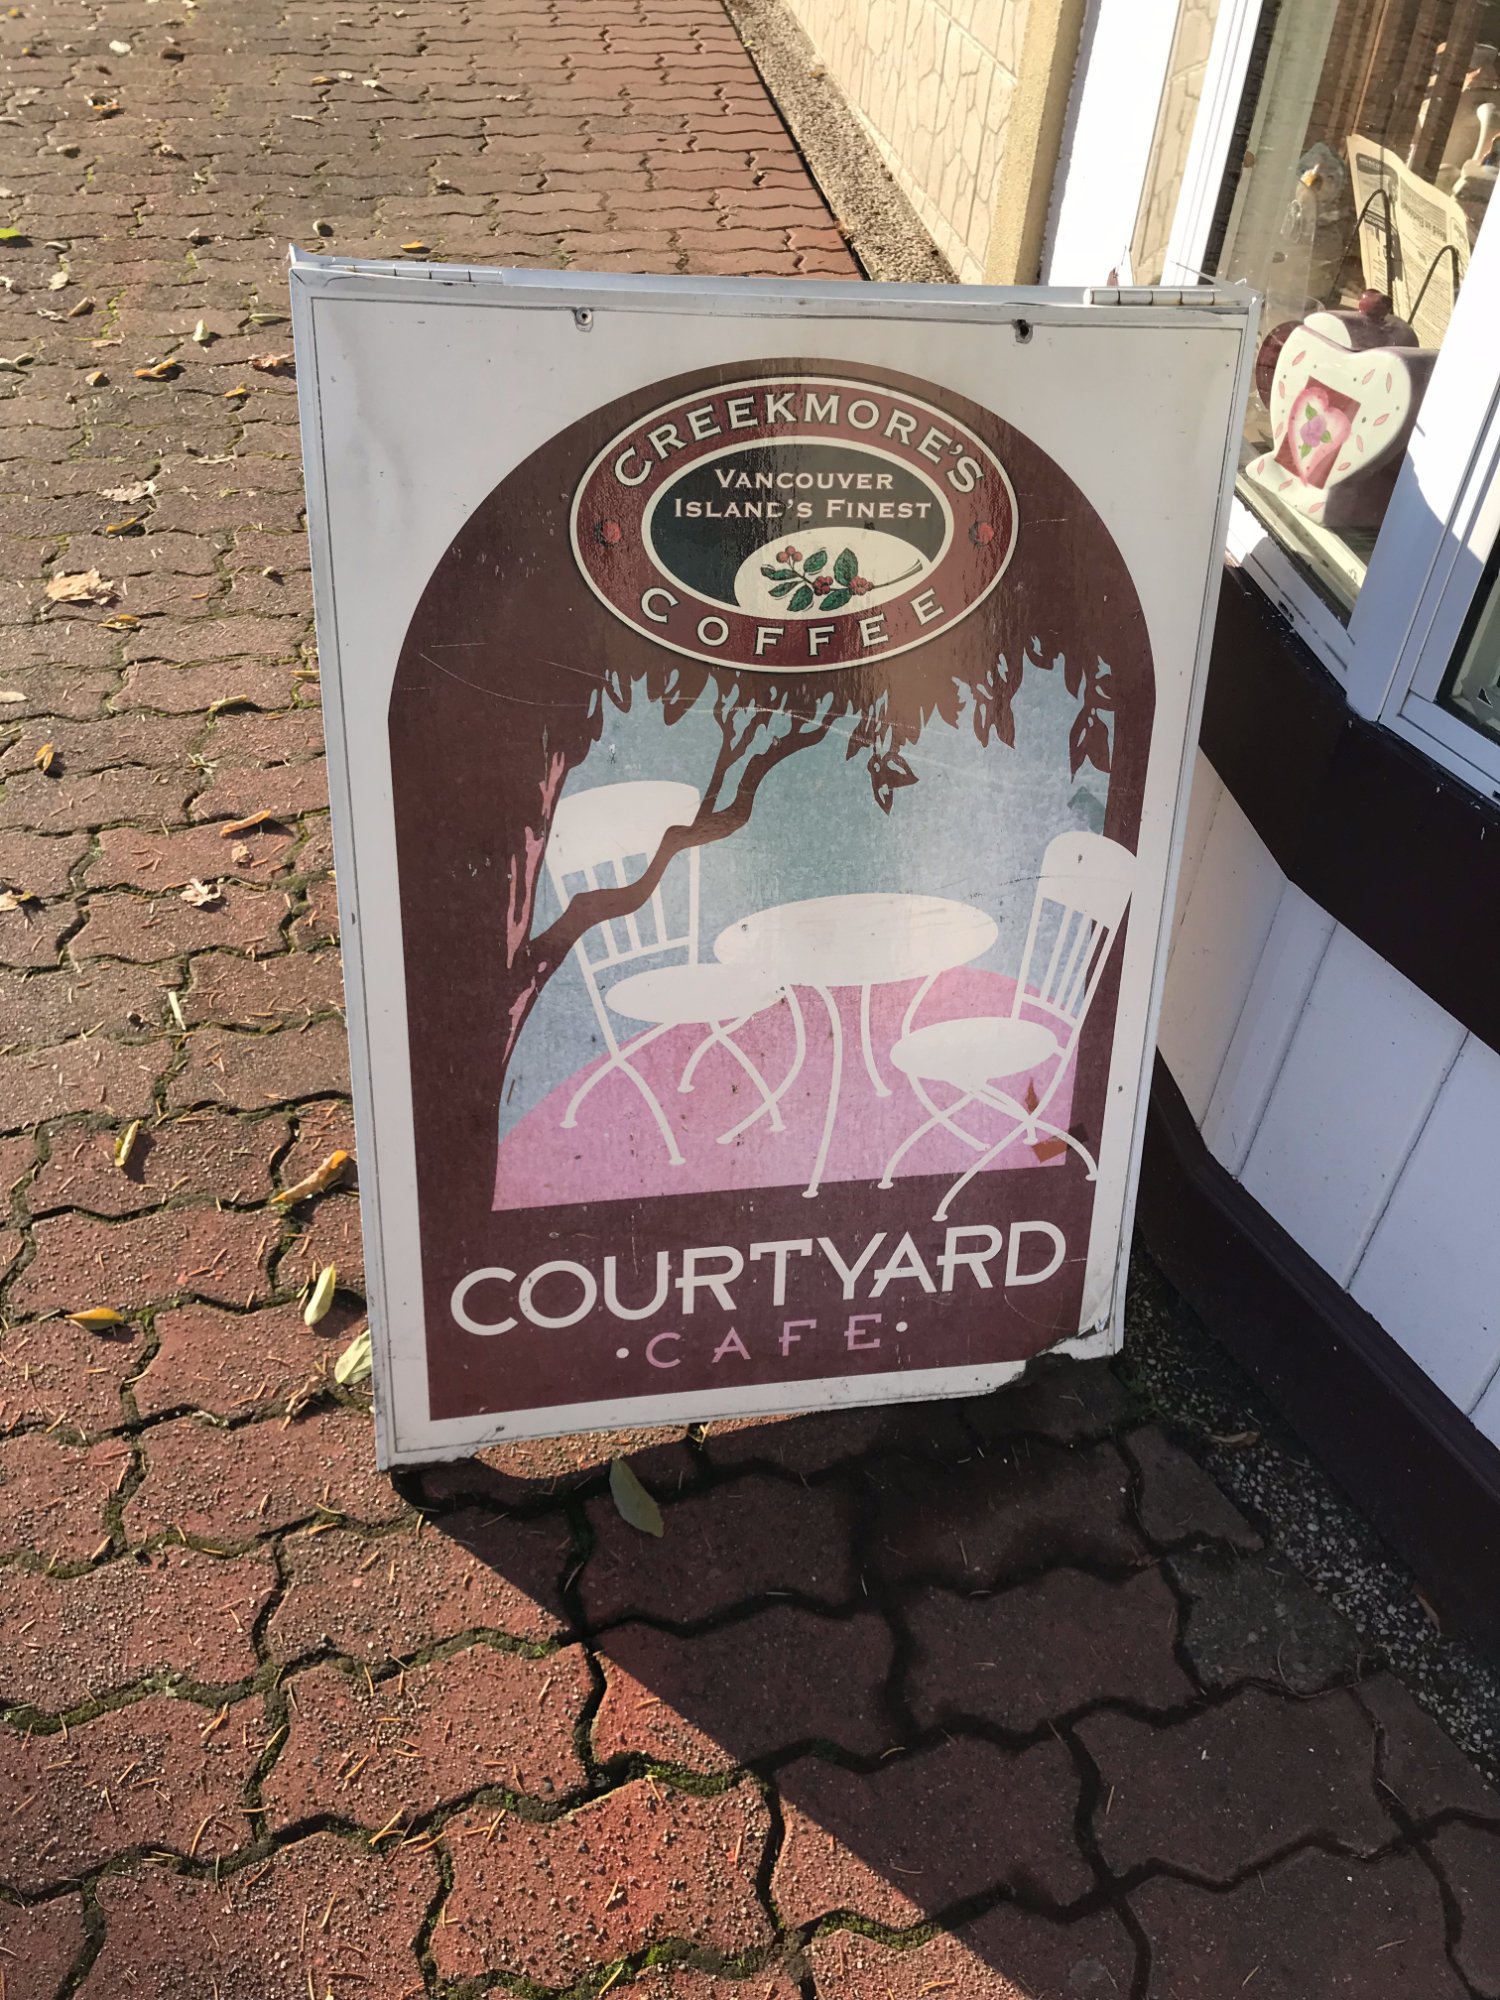 CREEKMORE'S
VANCOUVER
ISLAND'S FINEST
COFFEE
COURTYARD
•CAFE•